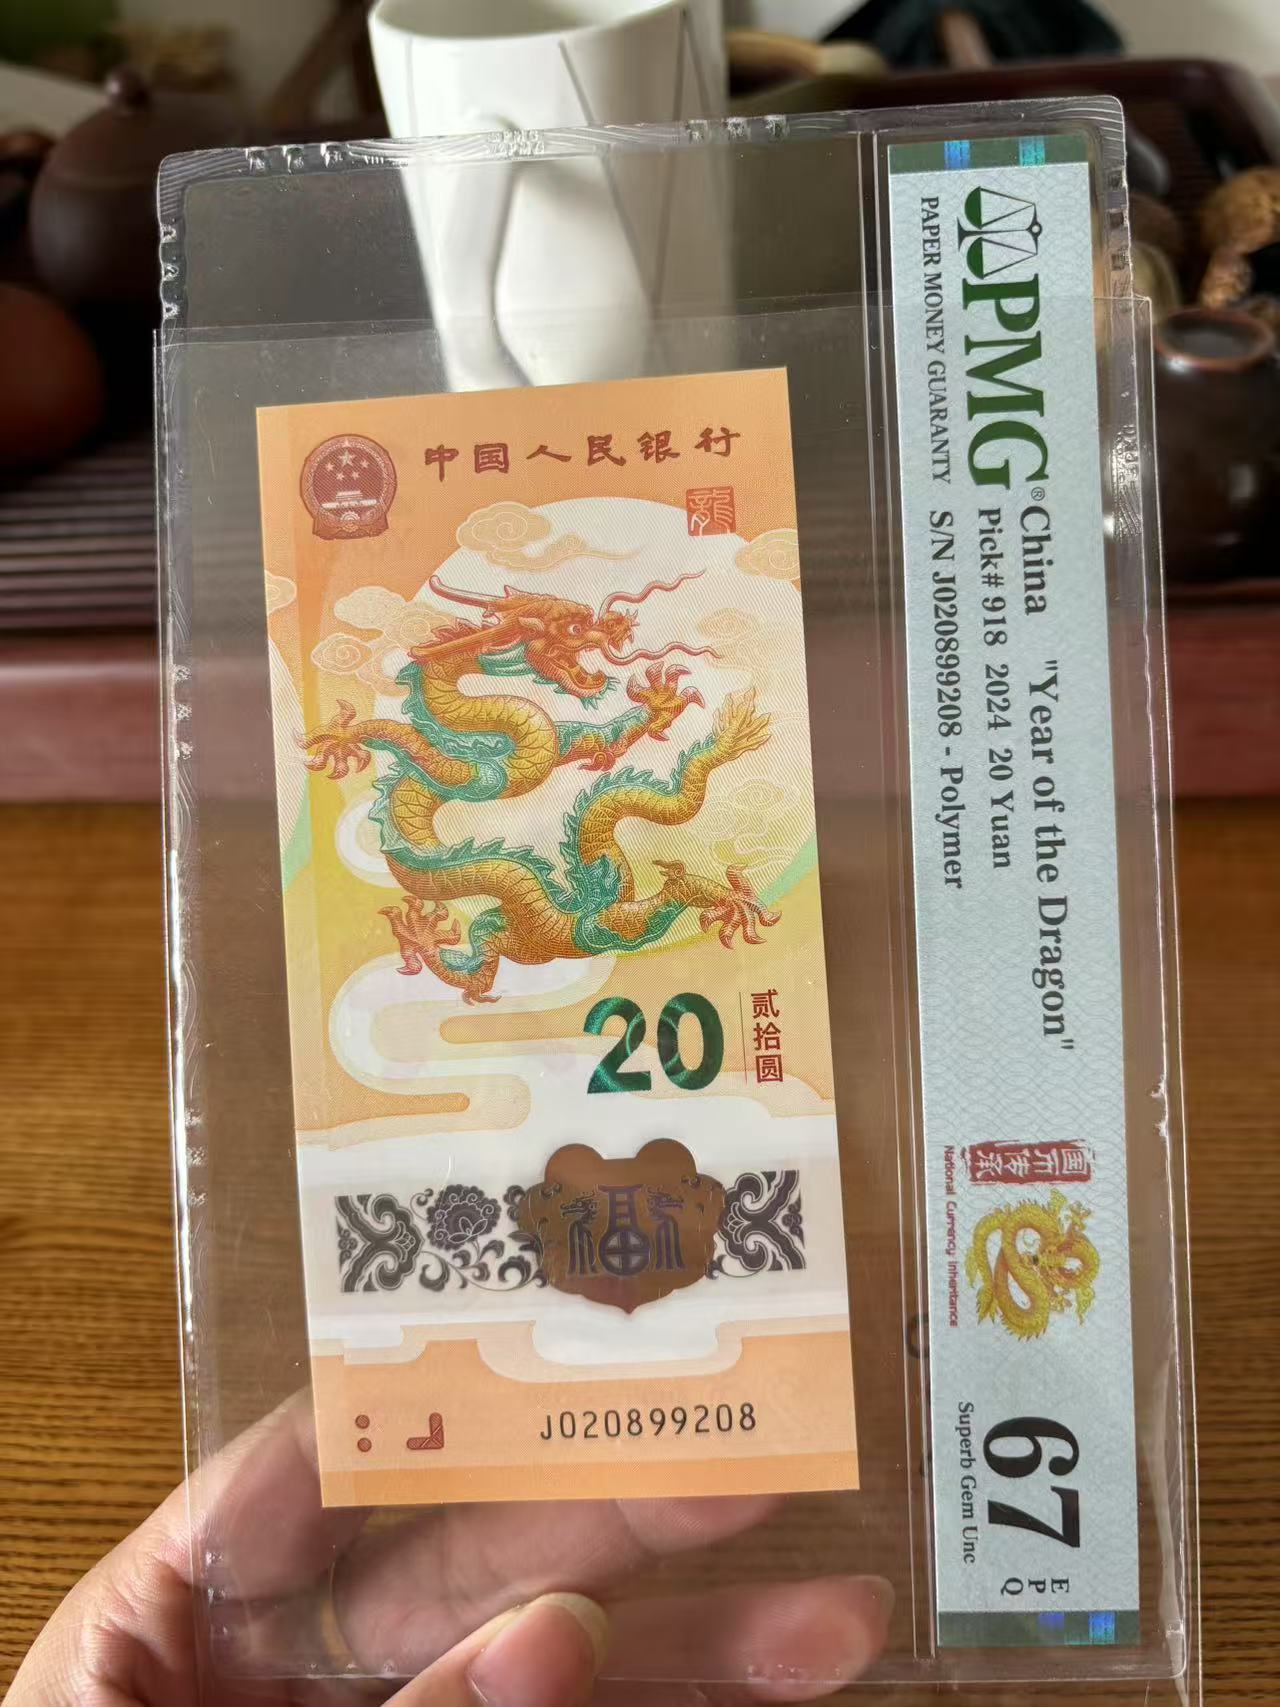 中国人民银行
龍
20
贰拾圆
福
J020899208
PMG®
PAPER MONEY GUARANTY
China "Year of the Dragon"
Pick# 918 2024 20 Yuan
S/N J020899208 - Polymer
国币传承
National Currency Inheritance
67
EPQ
Superb Gem Unc